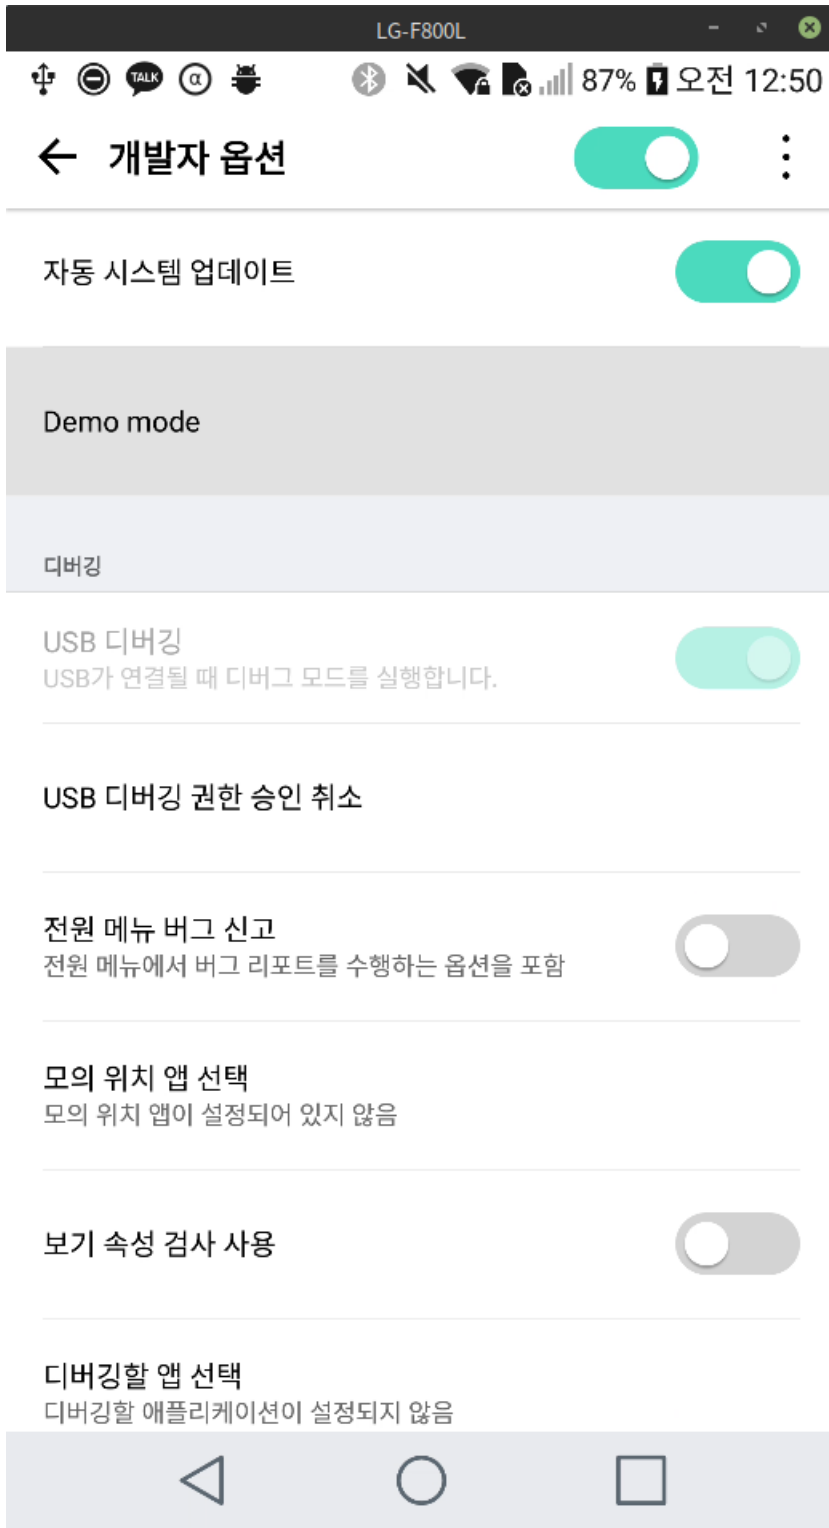 LG-F800L
TALK α 87% 오전 12:50
개발자 옵션
자동 시스템 업데이트
Demo mode
디버깅
USB 디버깅
USB가 연결될 때 디버그 모드를 실행합니다.
USB 디버깅 권한 승인 취소
전원 메뉴 버그 신고
전원 메뉴에서 버그 리포트를 수행하는 옵션을 포함
모의 위치 앱 선택
모의 위치 앱이 설정되어 있지 않음
보기 속성 검사 사용
디버깅할 앱 선택
디버깅할 애플리케이션이 설정되지 않음